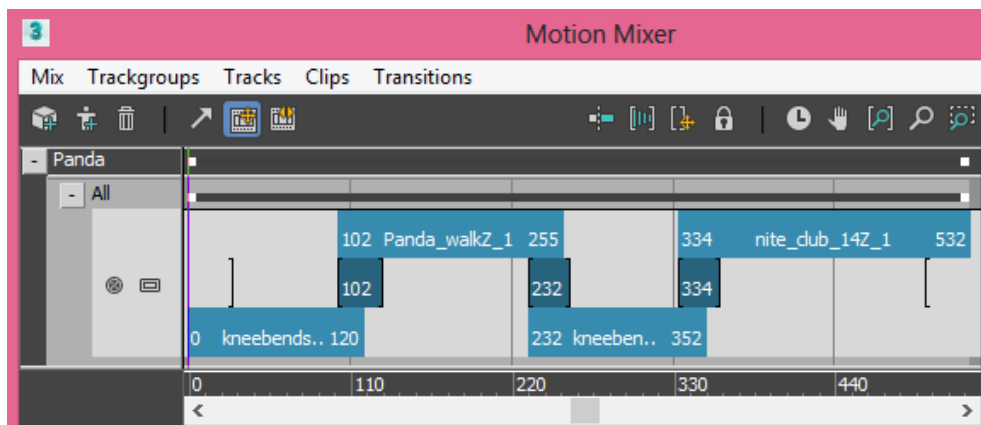 3 Motion Mixer
Mix Trackgroups Tracks Clips Transitions
- Panda
- All
102 Panda_walkZ_1 255 334 nite_club_14Z_1 532
102 232 334
0 kneebends.. 120 232 kneeben.. 352
0 110 220 330 440